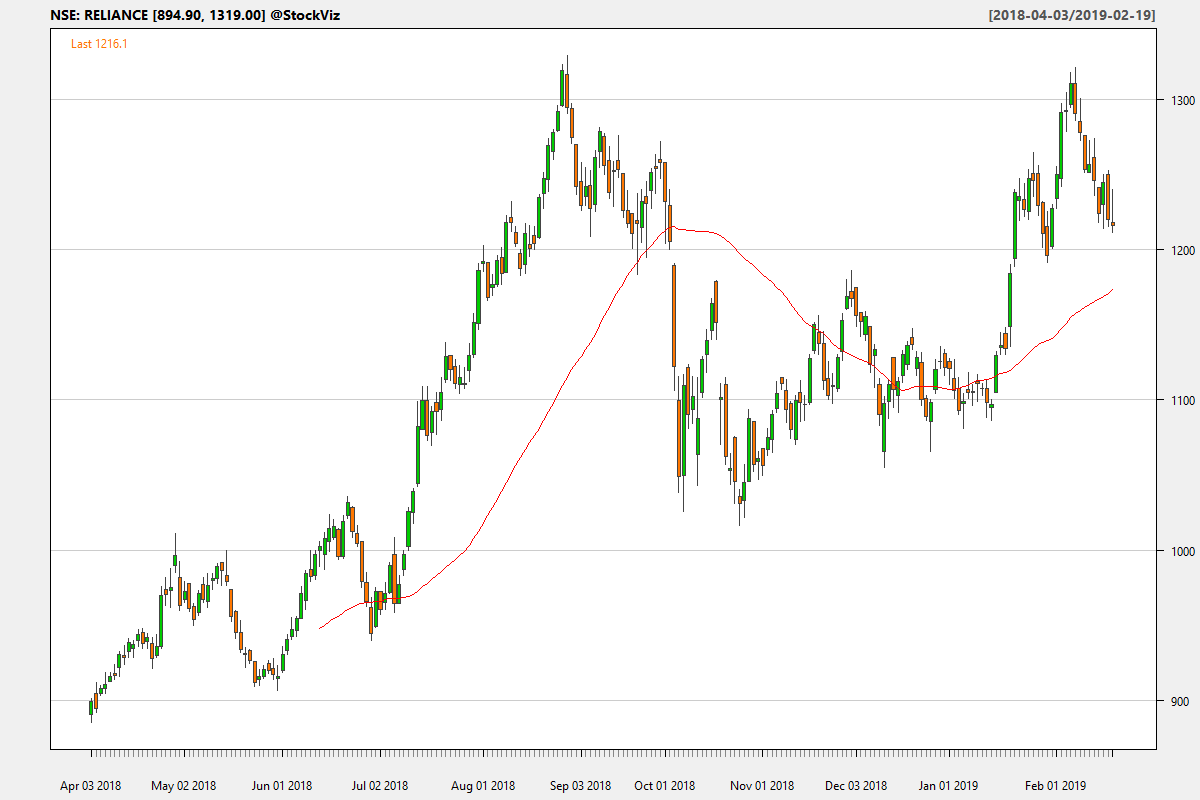 NSE: RELIANCE [894.90, 1319.00] @StockViz [2018-04-03/2019-02-19]
Last 1216.1
1300
1200
1100
1000
900
Apr 03 2018 May 02 2018 Jun 01 2018 Jul 02 2018 Aug 01 2018 Sep 03 2018 Oct 01 2018 Nov 01 2018 Dec 03 2018 Jan 01 2019 Feb 01 2019